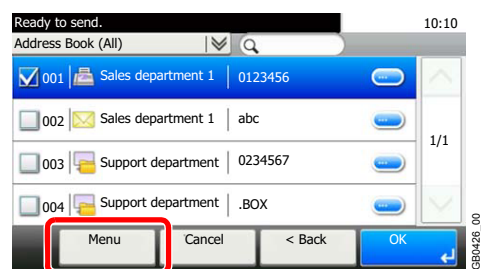 Ready to send. 10:10
Address Book (All)
001 Sales department 1 0123456
002 Sales department 1 abc
003 Support department 0234567
004 Support department .BOX
1/1
Menu Cancel < Back OK
GB0426_00